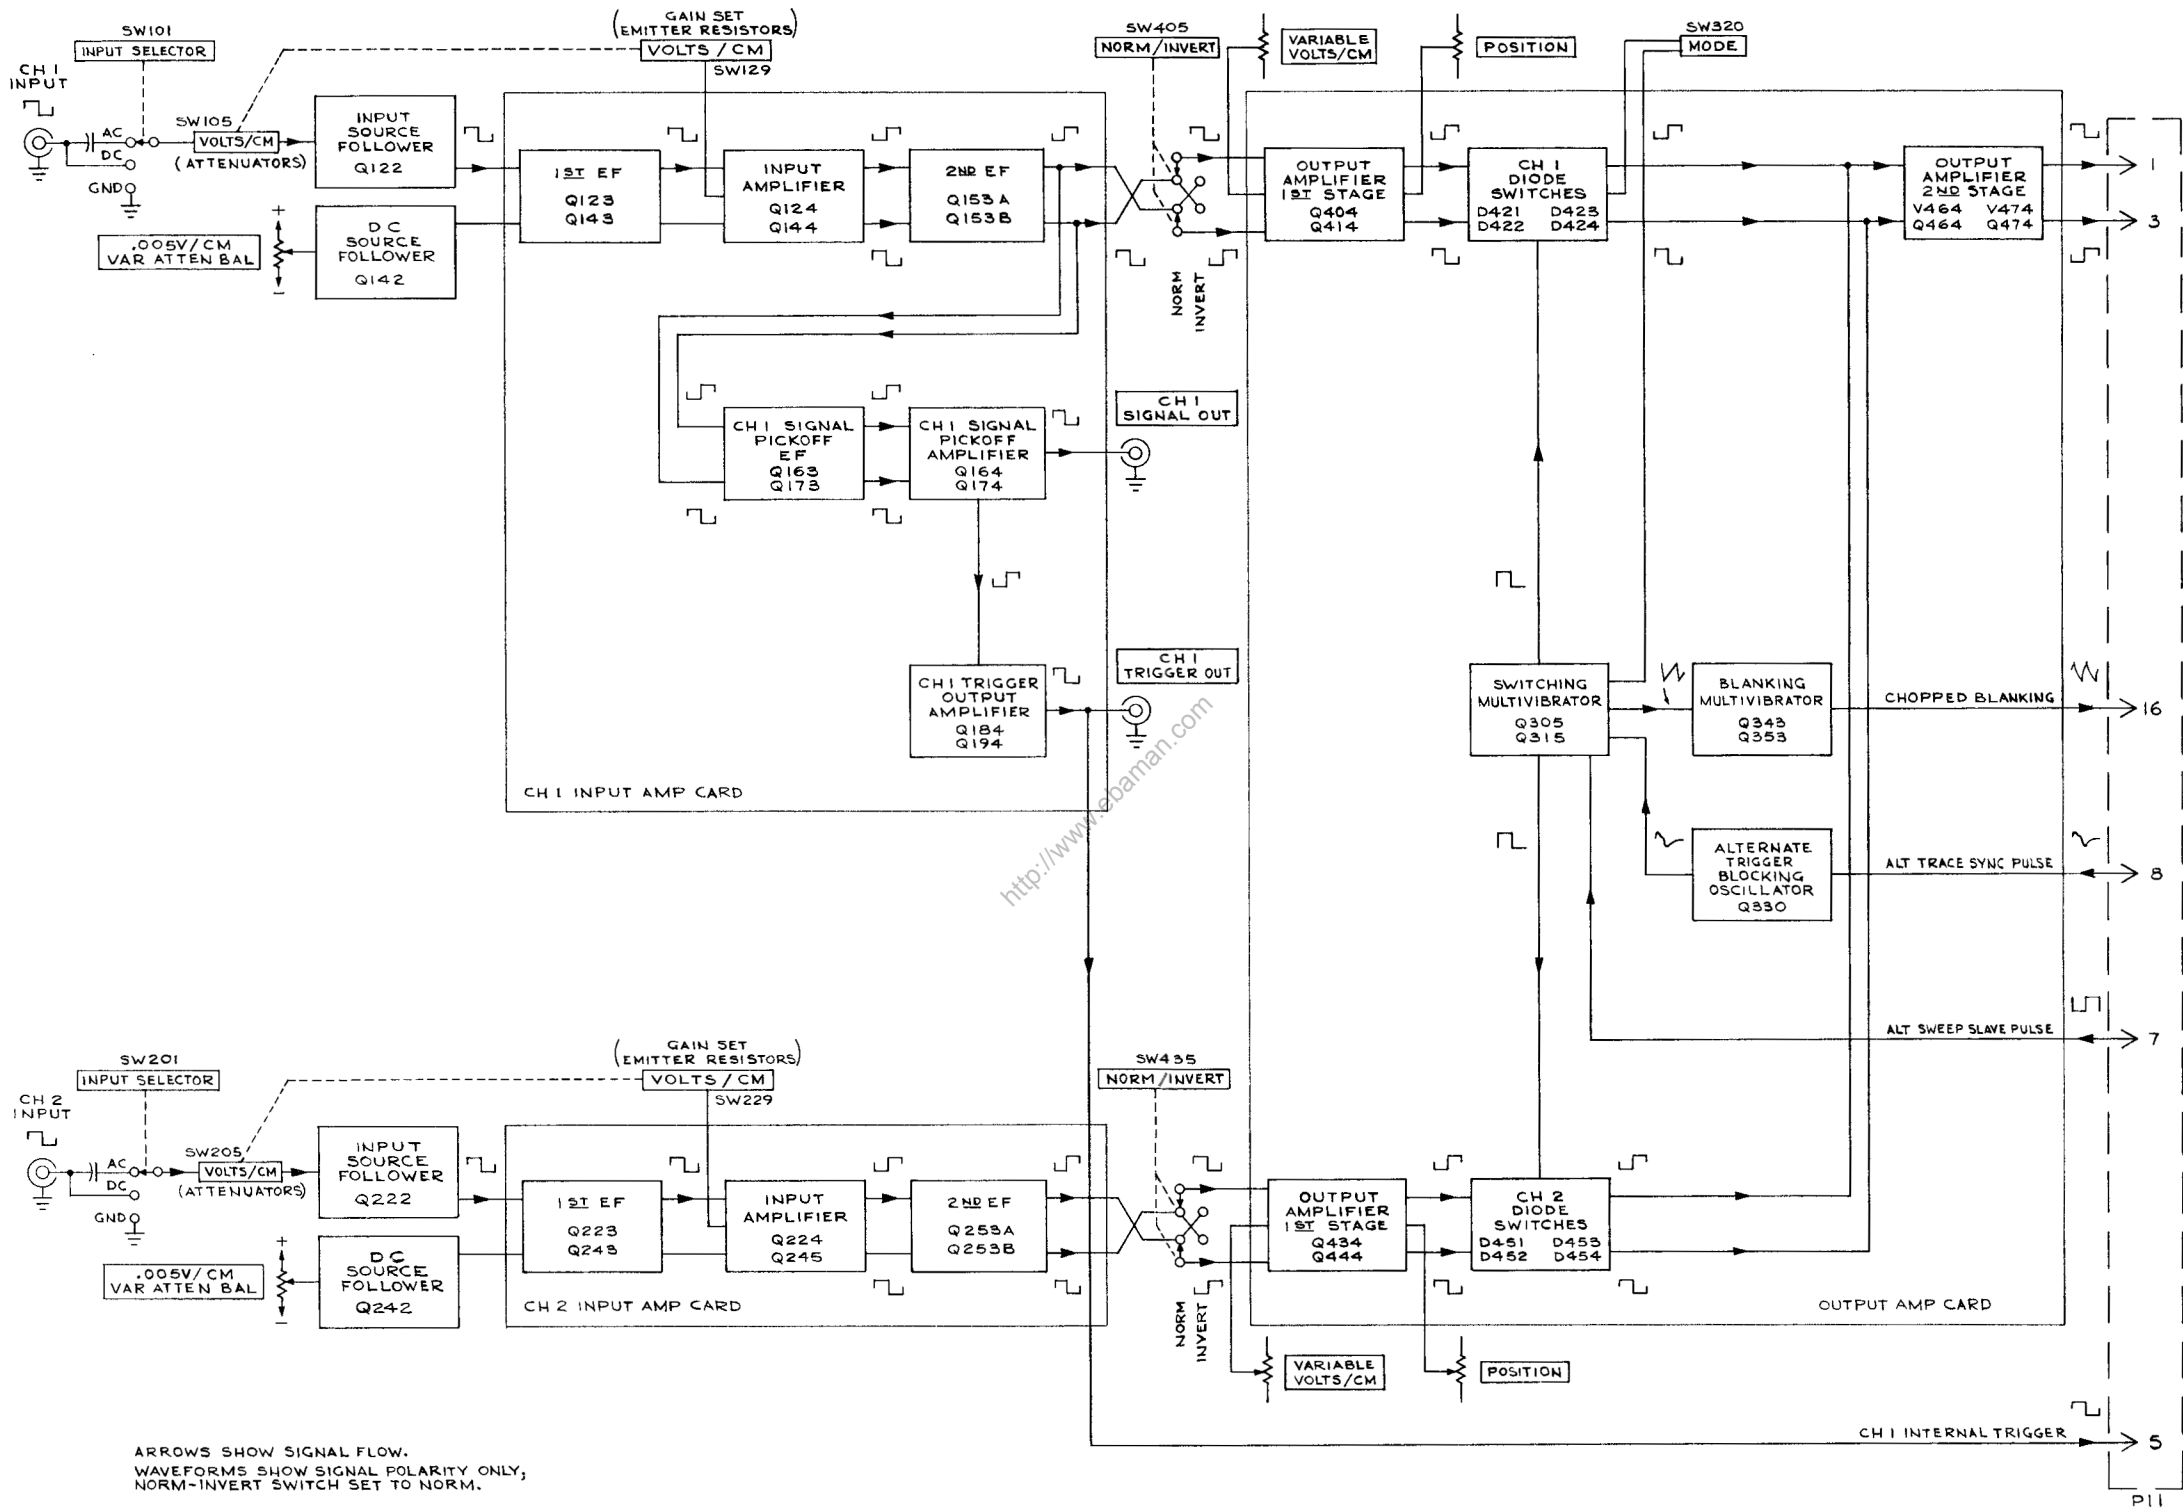 SW101
INPUT SELECTOR
CH 1
INPUT
AC
DC
GND
SW105
VOLTS/CM
(ATTENUATORS)
.005V/CM
VAR ATTEN BAL
+
−
INPUT
SOURCE
FOLLOWER
Q122
DC
SOURCE
FOLLOWER
Q142
GAIN SET
(EMITTER RESISTORS)
VOLTS / CM
SW129
1ST EF
Q123
Q143
INPUT
AMPLIFIER
Q124
Q144
2ND EF
Q153A
Q153B
SW405
NORM/INVERT
NORM
INVERT
VARIABLE
VOLTS/CM
POSITION
SW320
MODE
OUTPUT
AMPLIFIER
1ST STAGE
Q404
Q414
CH 1
DIODE
SWITCHES
D421 D423
D422 D424
OUTPUT
AMPLIFIER
2ND STAGE
V464 V474
Q464 Q474
1
3
CH 1 SIGNAL
PICKOFF
EF
Q163
Q173
CH 1 SIGNAL
PICKOFF
AMPLIFIER
Q164
Q174
CH 1
SIGNAL OUT
CH 1 TRIGGER
OUTPUT
AMPLIFIER
Q184
Q194
CH 1
TRIGGER OUT
CH 1 INPUT AMP CARD
http://www.ebaman.com
SWITCHING
MULTIVIBRATOR
Q305
Q315
BLANKING
MULTIVIBRATOR
Q343
Q353
CHOPPED BLANKING
16
ALTERNATE
TRIGGER
BLOCKING
OSCILLATOR
Q330
ALT TRACE SYNC PULSE
8
ALT SWEEP SLAVE PULSE
7
SW201
INPUT SELECTOR
CH 2
INPUT
AC
DC
GND
SW205
VOLTS/CM
(ATTENUATORS)
.005V/CM
VAR ATTEN BAL
+
−
INPUT
SOURCE
FOLLOWER
Q222
DC
SOURCE
FOLLOWER
Q242
GAIN SET
(EMITTER RESISTORS)
VOLTS / CM
SW229
1ST EF
Q223
Q243
INPUT
AMPLIFIER
Q224
Q245
2ND EF
Q253A
Q253B
CH 2 INPUT AMP CARD
SW435
NORM/INVERT
NORM
INVERT
OUTPUT
AMPLIFIER
1ST STAGE
Q434
Q444
CH 2
DIODE
SWITCHES
D451 D453
D452 D454
OUTPUT AMP CARD
VARIABLE
VOLTS/CM
POSITION
CH 1 INTERNAL TRIGGER
5
P11
ARROWS SHOW SIGNAL FLOW.
WAVEFORMS SHOW SIGNAL POLARITY ONLY,
NORM-INVERT SWITCH SET TO NORM.